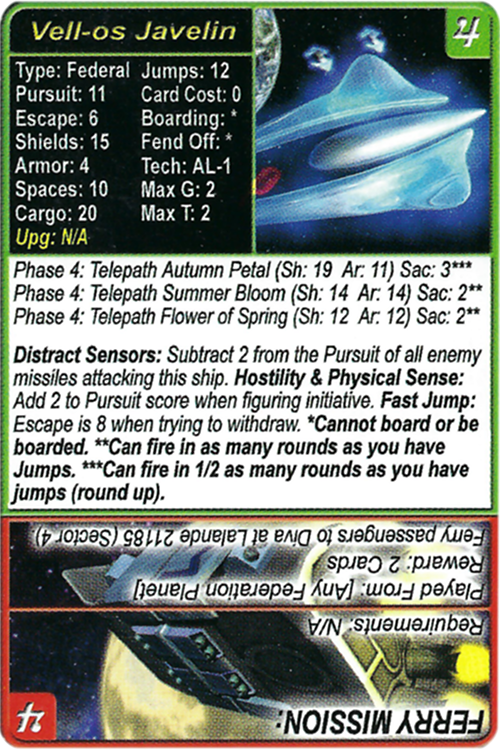 Vell-os Javelin
4
Type: Federal Jumps: 12
Pursuit: 11 Card Cost: 0
Escape: 6 Boarding: *
Shields: 15 Fend Off: *
Armor: 4 Tech: AL-1
Spaces: 10 Max G: 2
Cargo: 20 Max T: 2
Upg: N/A
Phase 4: Telepath Autumn Petal (Sh: 19 Ar: 11) Sac: 3***
Phase 4: Telepath Summer Bloom (Sh: 14 Ar: 14) Sac: 2**
Phase 4: Telepath Flower of Spring (Sh: 12 Ar: 12) Sac: 2**
Distract Sensors: Subtract 2 from the Pursuit of all enemy
missiles attacking this ship. Hostility & Physical Sense:
Add 2 to Pursuit score when figuring initiative. Fast Jump:
Escape is 8 when trying to withdraw. *Cannot board or be
boarded. **Can fire in as many rounds as you have
Jumps. ***Can fire in 1/2 as many rounds as you have
jumps (round up).
FERRY MISSION:
4
Requirements: N/A
Played From: [Any Federation Planet]
Reward: 2 Cards
Ferry passengers to Diva at Lalande 21185 (Sector 4)